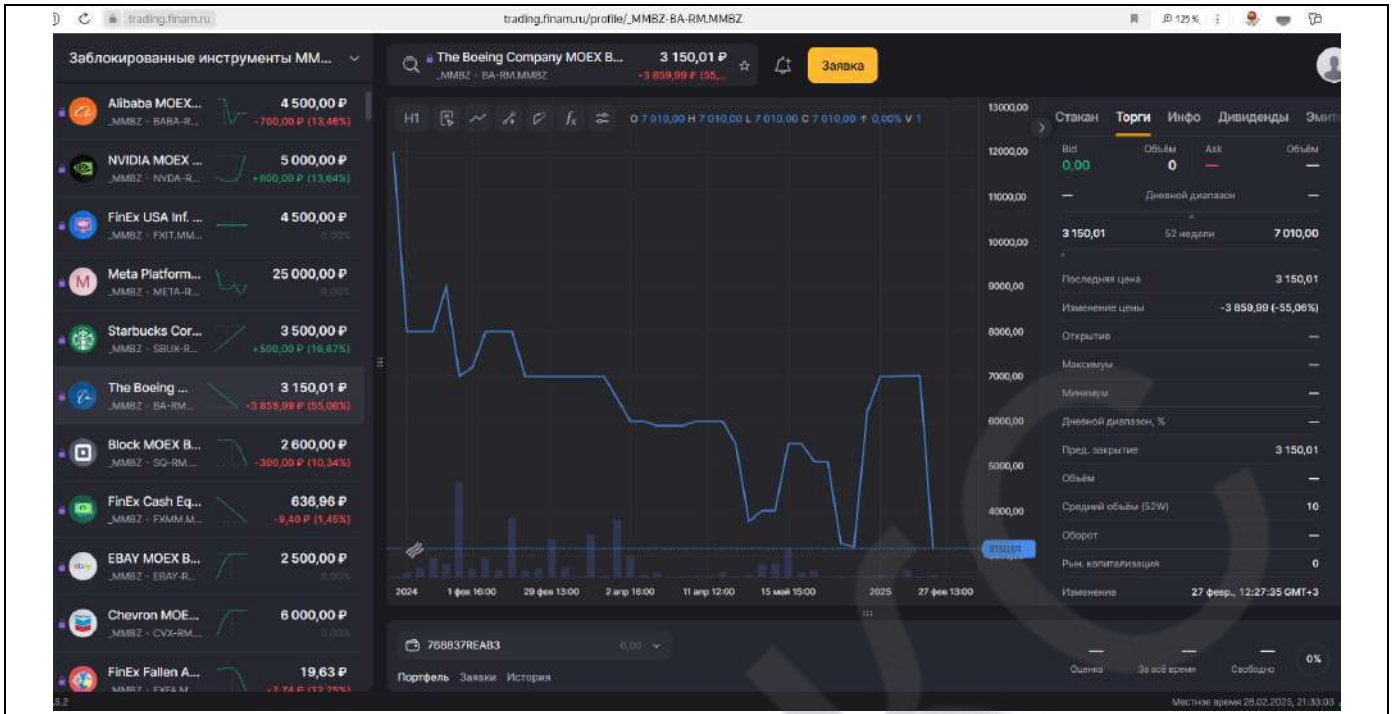 trading.finam.ru
trading.finam.ru/profile/_MMBZ-BA-RM.MMBZ
125 %
Заблокированные инструменты ММ...
The Boeing Company MOEX B...
3 150,01 ₽
_MMBZ - BA-RM.MMBZ
-3 859,99 ₽ (55,...
Заявка
Alibaba MOEX...
4 500,00 ₽
_MMBZ - BABA-R...
-700,00 ₽ (13,46%)
NVIDIA MOEX ...
5 000,00 ₽
_MMBZ - NVDA-R...
+600,00 ₽ (13,64%)
FinEx USA Inf. ...
4 500,00 ₽
_MMBZ - FXIT.MM...
0,00%
Meta Platform...
25 000,00 ₽
_MMBZ - META-R...
0,00%
Starbucks Cor...
3 500,00 ₽
_MMBZ - SBUX-R...
+500,00 ₽ (16,67%)
The Boeing ...
3 150,01 ₽
_MMBZ - BA-RM...
-3 859,99 ₽ (55,06%)
Block MOEX B...
2 600,00 ₽
_MMBZ - SQ-RM....
-300,00 ₽ (10,34%)
FinEx Cash Eq...
636,96 ₽
_MMBZ - FXMM.M...
-9,40 ₽ (1,45%)
EBAY MOEX B...
2 500,00 ₽
_MMBZ - EBAY-R...
0,00%
Chevron MOE...
6 000,00 ₽
_MMBZ - CVX-RM....
0,00%
FinEx Fallen A...
19,63 ₽
_MMBZ - FXFA.M
-2,74 ₽ (12,25%)
5.2
H1
O 7 010,00 H 7 010,00 L 7 010,00 C 7 010,00 ↑ 0,00% V 1
13000,00
12000,00
11000,00
10000,00
9000,00
8000,00
7000,00
6000,00
5000,00
4000,00
3150,01
2024
1 фев 16:00
29 фев 13:00
2 апр 16:00
11 апр 12:00
15 май 15:00
2025
27 фев 13:00
Стакан Торги Инфо Дивиденды Эмит
Bid Объём Ask Объём
0,00 0 — —
— Дневной диапазон —
3 150,01 52 недели 7 010,00
Последняя цена 3 150,01
Изменение цены -3 859,99 (-55,06%)
Открытие —
Максимум —
Минимум —
Дневной диапазон, % —
Пред. закрытие 3 150,01
Объём —
Средний объём (52W) 10
Оборот —
Рын. капитализация 0
Изменение 27 февр., 12:27:35 GMT+3
768837REAB3 0,00
Портфель Заявки История
— — —
Оценка За всё время Свободно
0%
Местное время 28.02.2025, 21:33:03